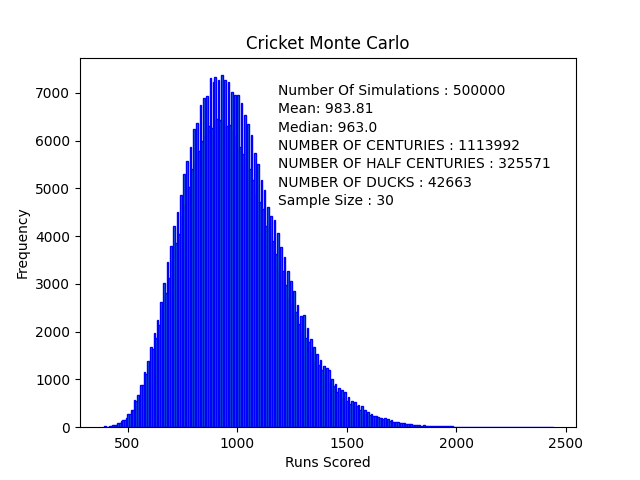 Cricket Monte Carlo
Number Of Simulations : 500000
Mean: 983.81
Median: 963.0
NUMBER OF CENTURIES : 1113992
NUMBER OF HALF CENTURIES : 325571
NUMBER OF DUCKS : 42663
Sample Size : 30
Frequency
7000
6000
5000
4000
3000
2000
1000
0
500 1000 1500 2000 2500
Runs Scored